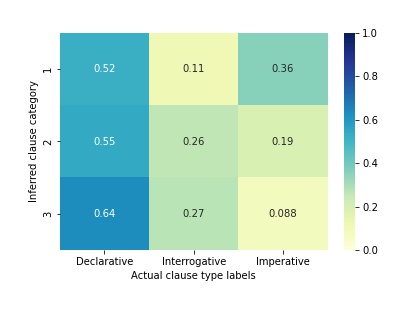 1.0
0.8
0.6
0.4
0.2
0.0
Inferred clause category
1
2
3
0.52 0.11 0.36
0.55 0.26 0.19
0.64 0.27 0.088
Declarative Interrogative Imperative
Actual clause type labels